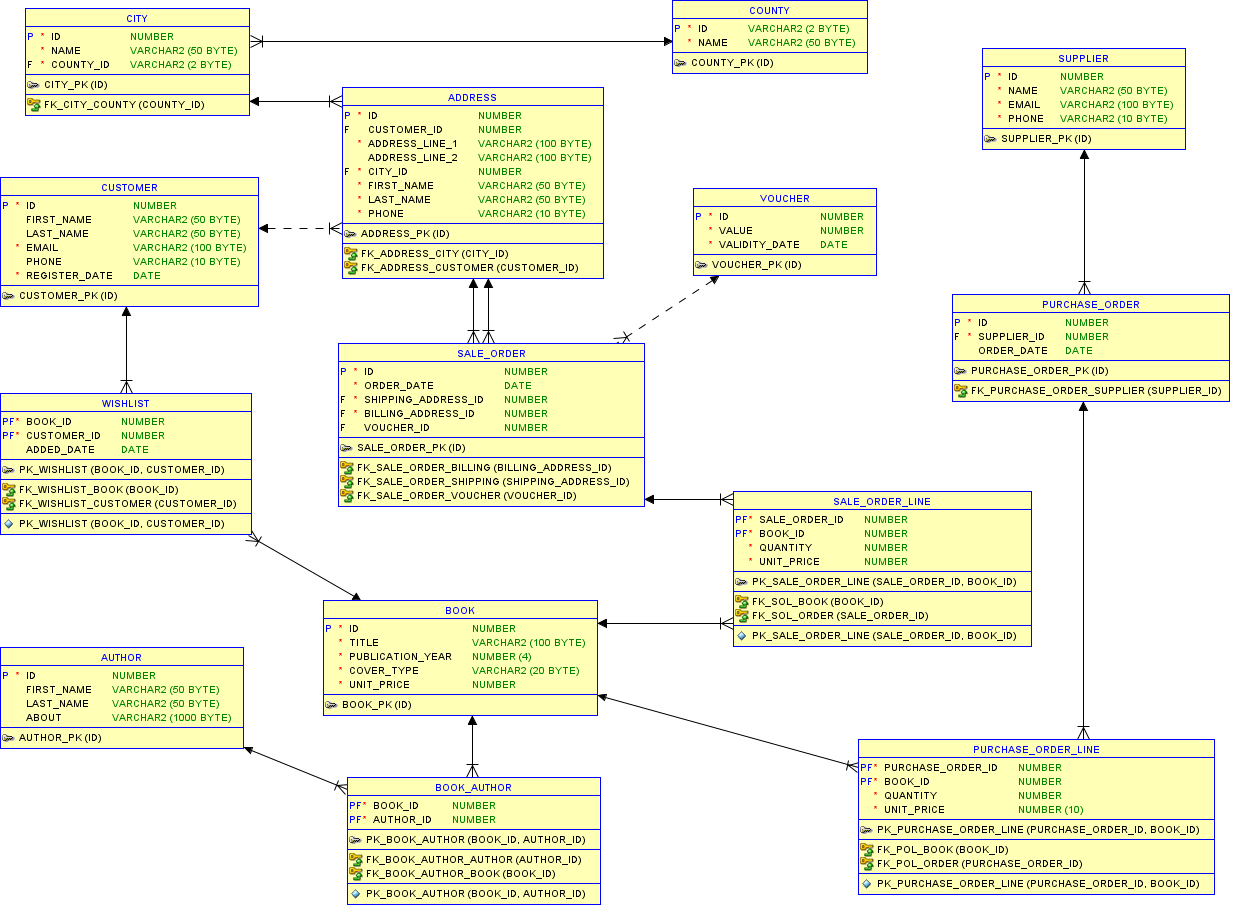 CITY
P * ID NUMBER
* NAME VARCHAR2 (50 BYTE)
F * COUNTY_ID VARCHAR2 (2 BYTE)
CITY_PK (ID)
FK_CITY_COUNTY (COUNTY_ID)
COUNTY
P * ID VARCHAR2 (2 BYTE)
* NAME VARCHAR2 (50 BYTE)
COUNTY_PK (ID)
SUPPLIER
P * ID NUMBER
* NAME VARCHAR2 (50 BYTE)
* EMAIL VARCHAR2 (100 BYTE)
* PHONE VARCHAR2 (10 BYTE)
SUPPLIER_PK (ID)
ADDRESS
P * ID NUMBER
F CUSTOMER_ID NUMBER
* ADDRESS_LINE_1 VARCHAR2 (100 BYTE)
ADDRESS_LINE_2 VARCHAR2 (100 BYTE)
F * CITY_ID NUMBER
* FIRST_NAME VARCHAR2 (50 BYTE)
* LAST_NAME VARCHAR2 (50 BYTE)
* PHONE VARCHAR2 (10 BYTE)
ADDRESS_PK (ID)
FK_ADDRESS_CITY (CITY_ID)
FK_ADDRESS_CUSTOMER (CUSTOMER_ID)
CUSTOMER
P * ID NUMBER
FIRST_NAME VARCHAR2 (50 BYTE)
LAST_NAME VARCHAR2 (50 BYTE)
* EMAIL VARCHAR2 (100 BYTE)
PHONE VARCHAR2 (10 BYTE)
* REGISTER_DATE DATE
CUSTOMER_PK (ID)
VOUCHER
P * ID NUMBER
* VALUE NUMBER
* VALIDITY_DATE DATE
VOUCHER_PK (ID)
PURCHASE_ORDER
P * ID NUMBER
F * SUPPLIER_ID NUMBER
ORDER_DATE DATE
PURCHASE_ORDER_PK (ID)
FK_PURCHASE_ORDER_SUPPLIER (SUPPLIER_ID)
SALE_ORDER
P * ID NUMBER
* ORDER_DATE DATE
F * SHIPPING_ADDRESS_ID NUMBER
F * BILLING_ADDRESS_ID NUMBER
F VOUCHER_ID NUMBER
SALE_ORDER_PK (ID)
FK_SALE_ORDER_BILLING (BILLING_ADDRESS_ID)
FK_SALE_ORDER_SHIPPING (SHIPPING_ADDRESS_ID)
FK_SALE_ORDER_VOUCHER (VOUCHER_ID)
WISHLIST
PF* BOOK_ID NUMBER
PF* CUSTOMER_ID NUMBER
ADDED_DATE DATE
PK_WISHLIST (BOOK_ID, CUSTOMER_ID)
FK_WISHLIST_BOOK (BOOK_ID)
FK_WISHLIST_CUSTOMER (CUSTOMER_ID)
PK_WISHLIST (BOOK_ID, CUSTOMER_ID)
SALE_ORDER_LINE
PF* SALE_ORDER_ID NUMBER
PF* BOOK_ID NUMBER
* QUANTITY NUMBER
* UNIT_PRICE NUMBER
PK_SALE_ORDER_LINE (SALE_ORDER_ID, BOOK_ID)
FK_SOL_BOOK (BOOK_ID)
FK_SOL_ORDER (SALE_ORDER_ID)
PK_SALE_ORDER_LINE (SALE_ORDER_ID, BOOK_ID)
BOOK
P * ID NUMBER
* TITLE VARCHAR2 (100 BYTE)
* PUBLICATION_YEAR NUMBER (4)
* COVER_TYPE VARCHAR2 (20 BYTE)
* UNIT_PRICE NUMBER
BOOK_PK (ID)
AUTHOR
P * ID NUMBER
FIRST_NAME VARCHAR2 (50 BYTE)
LAST_NAME VARCHAR2 (50 BYTE)
ABOUT VARCHAR2 (1000 BYTE)
AUTHOR_PK (ID)
BOOK_AUTHOR
PF* BOOK_ID NUMBER
PF* AUTHOR_ID NUMBER
PK_BOOK_AUTHOR (BOOK_ID, AUTHOR_ID)
FK_BOOK_AUTHOR_AUTHOR (AUTHOR_ID)
FK_BOOK_AUTHOR_BOOK (BOOK_ID)
PK_BOOK_AUTHOR (BOOK_ID, AUTHOR_ID)
PURCHASE_ORDER_LINE
PF* PURCHASE_ORDER_ID NUMBER
PF* BOOK_ID NUMBER
* QUANTITY NUMBER
* UNIT_PRICE NUMBER (10)
PK_PURCHASE_ORDER_LINE (PURCHASE_ORDER_ID, BOOK_ID)
FK_POL_BOOK (BOOK_ID)
FK_POL_ORDER (PURCHASE_ORDER_ID)
PK_PURCHASE_ORDER_LINE (PURCHASE_ORDER_ID, BOOK_ID)